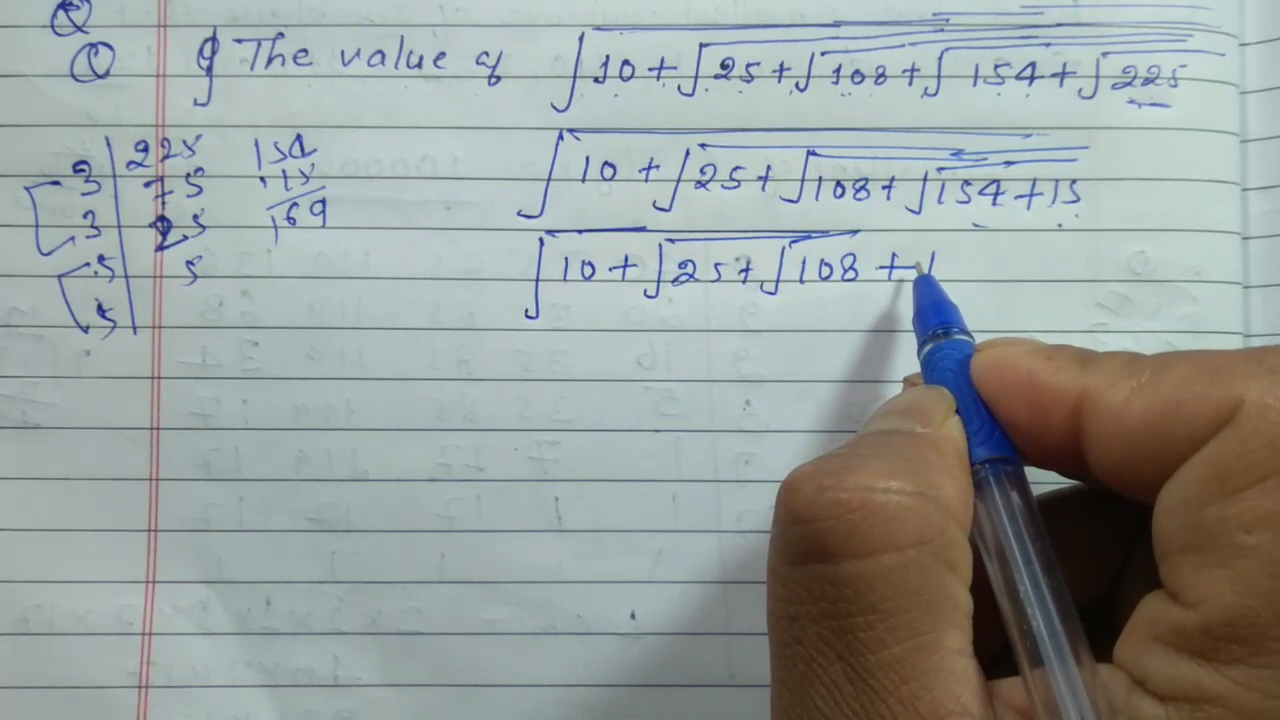 Q
Q The value of √10+√25+√108+√154+√225
√10+√25+√108+√154+15
√10+√25+√108 + 1
3 | 225
3 | 75
5 | 25
5 | 5
154
15
169